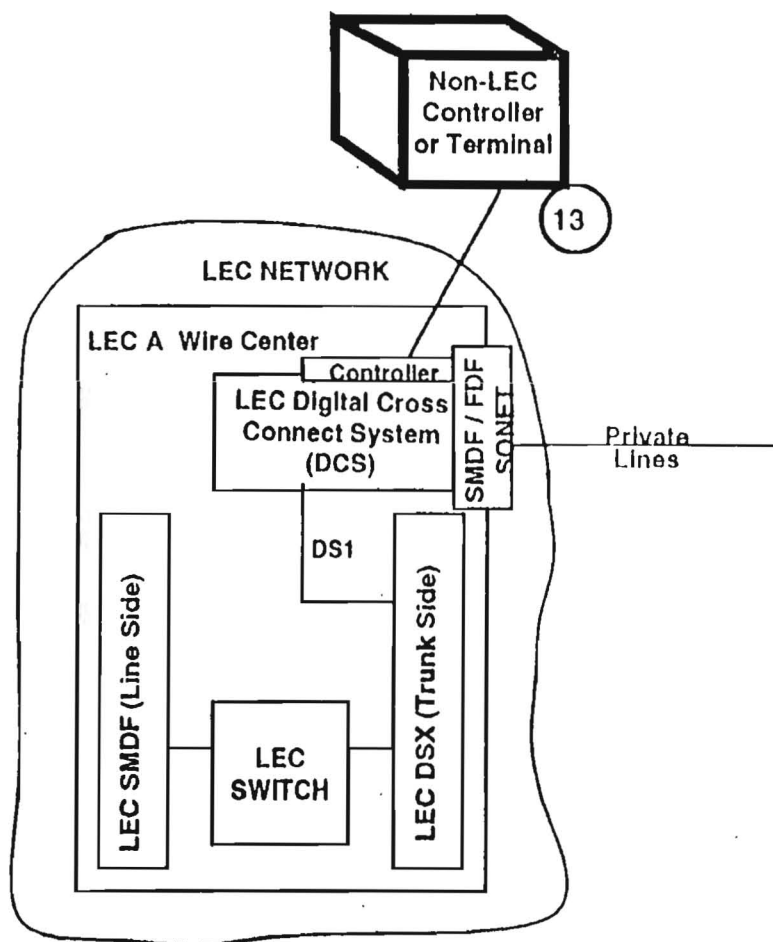 Non-LEC
Controller
or Terminal
13
LEC NETWORK
LEC A Wire Center
Controller
LEC Digital Cross
Connect System
(DCS)
SMDF / FDF
SONET
Private
Lines
DS1
LEC SMDF (Line Side)
LEC SWITCH
LEC DSX (Trunk Side)